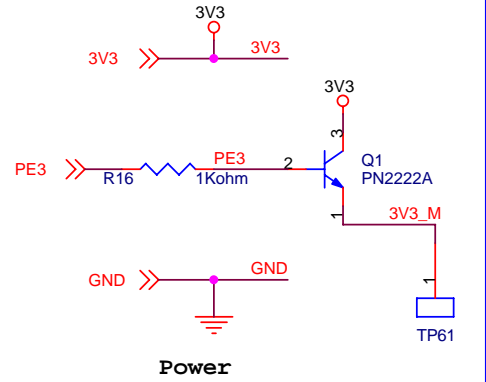 3V3
3V3 3V3
3V3
3
PE3 R16 PE3 1Kohm 2 Q1
PN2222A
1 3V3_M
GND GND
1
TP61
Power